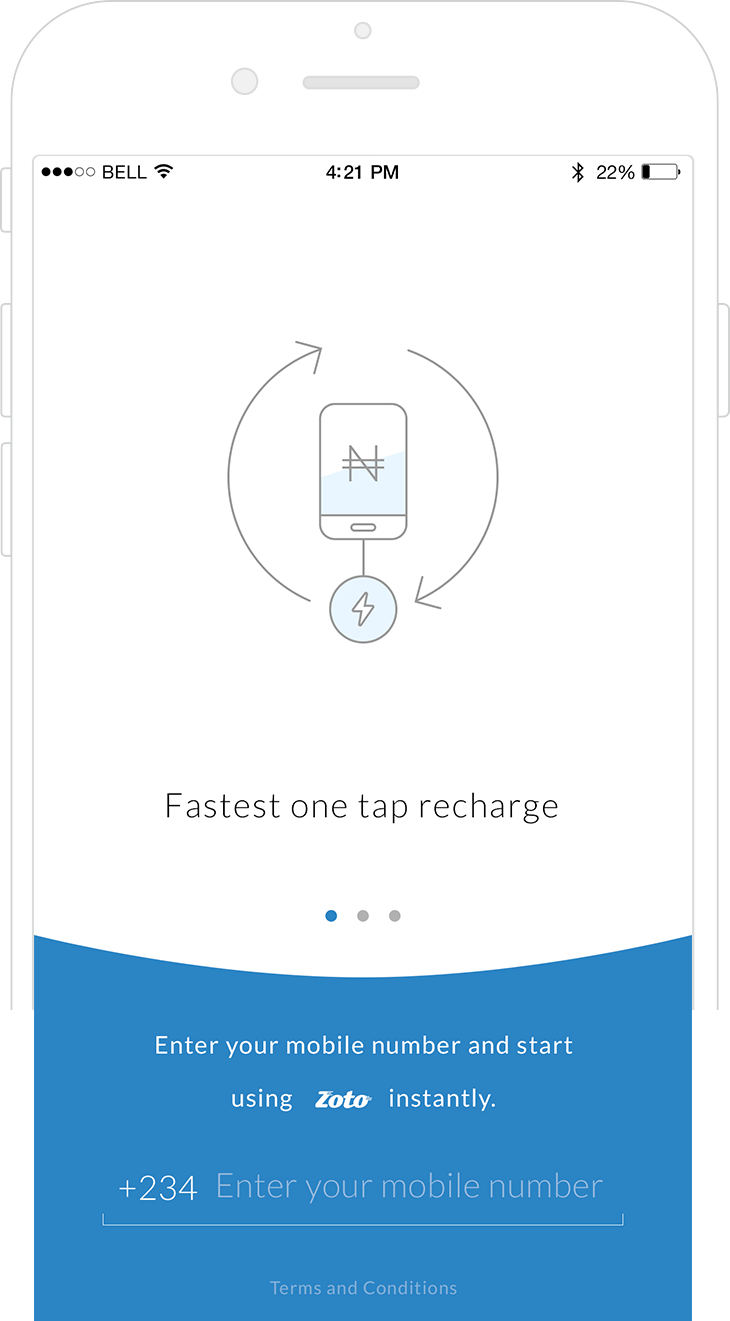 BELL 4:21 PM 22%
₦
Fastest one tap recharge
Enter your mobile number and start
using Zoto instantly.
+234 Enter your mobile number
Terms and Conditions